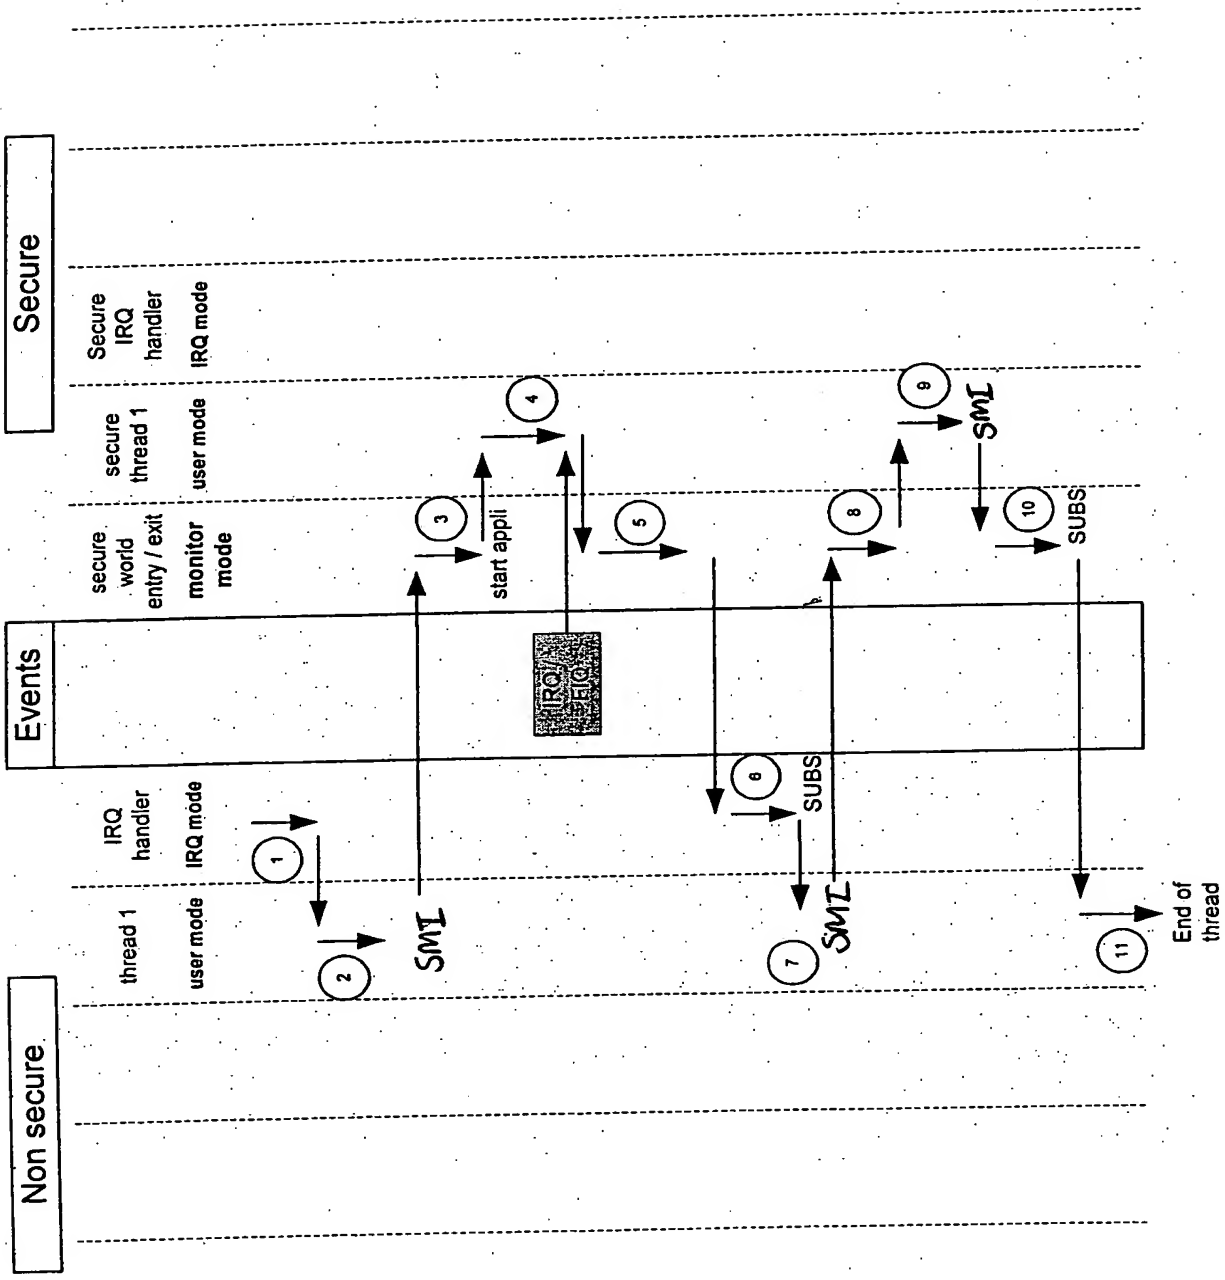 Non secure
Events
Secure
thread 1
user mode
IRQ
handler
IRQ mode
secure
world
entry / exit
monitor
mode
secure
thread 1
user mode
Secure
IRQ
handler
IRQ mode
1
2
SMI
3
start appli
4
IRQ /
FIQ
5
6
SUBS
7
SMI
8
9
SMI
10
SUBS
11
End of
thread